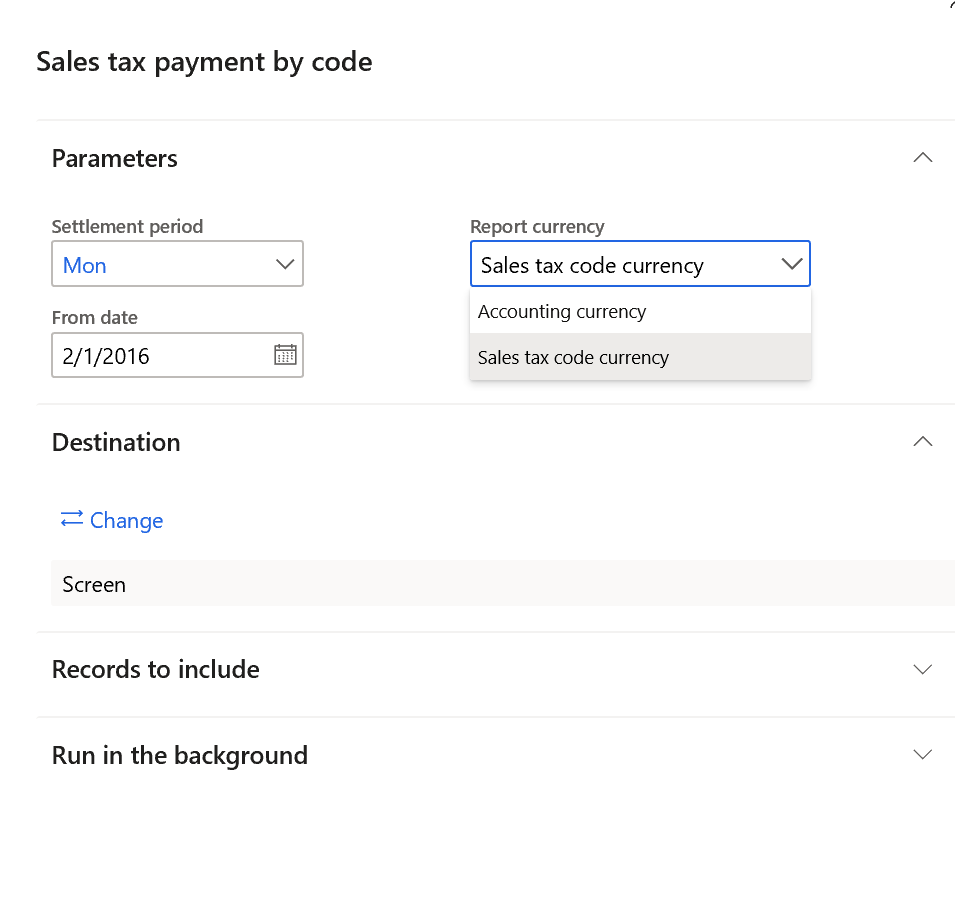 Sales tax payment by code
Parameters
Settlement period
Mon
From date
2/1/2016
Report currency
Sales tax code currency
Accounting currency
Sales tax code currency
Destination
Change
Screen
Records to include
Run in the background